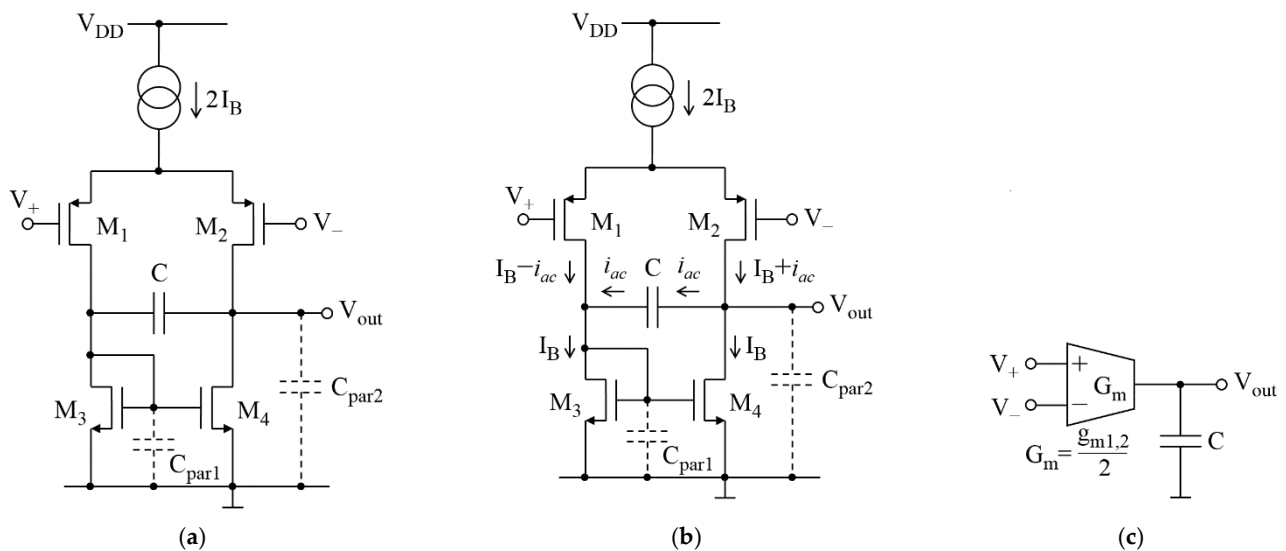 V_DD
2I_B
V_+
M_1
M_2
V_–
C
V_out
M_3
M_4
C_par1
C_par2
(a)
V_DD
2I_B
V_+
M_1
M_2
V_–
I_B–i_ac
i_ac
C
i_ac
I_B+i_ac
V_out
I_B
I_B
M_3
M_4
C_par1
C_par2
(b)
V_+
+
G_m
V_–
–
V_out
G_m=g_m1,2/2
C
(c)